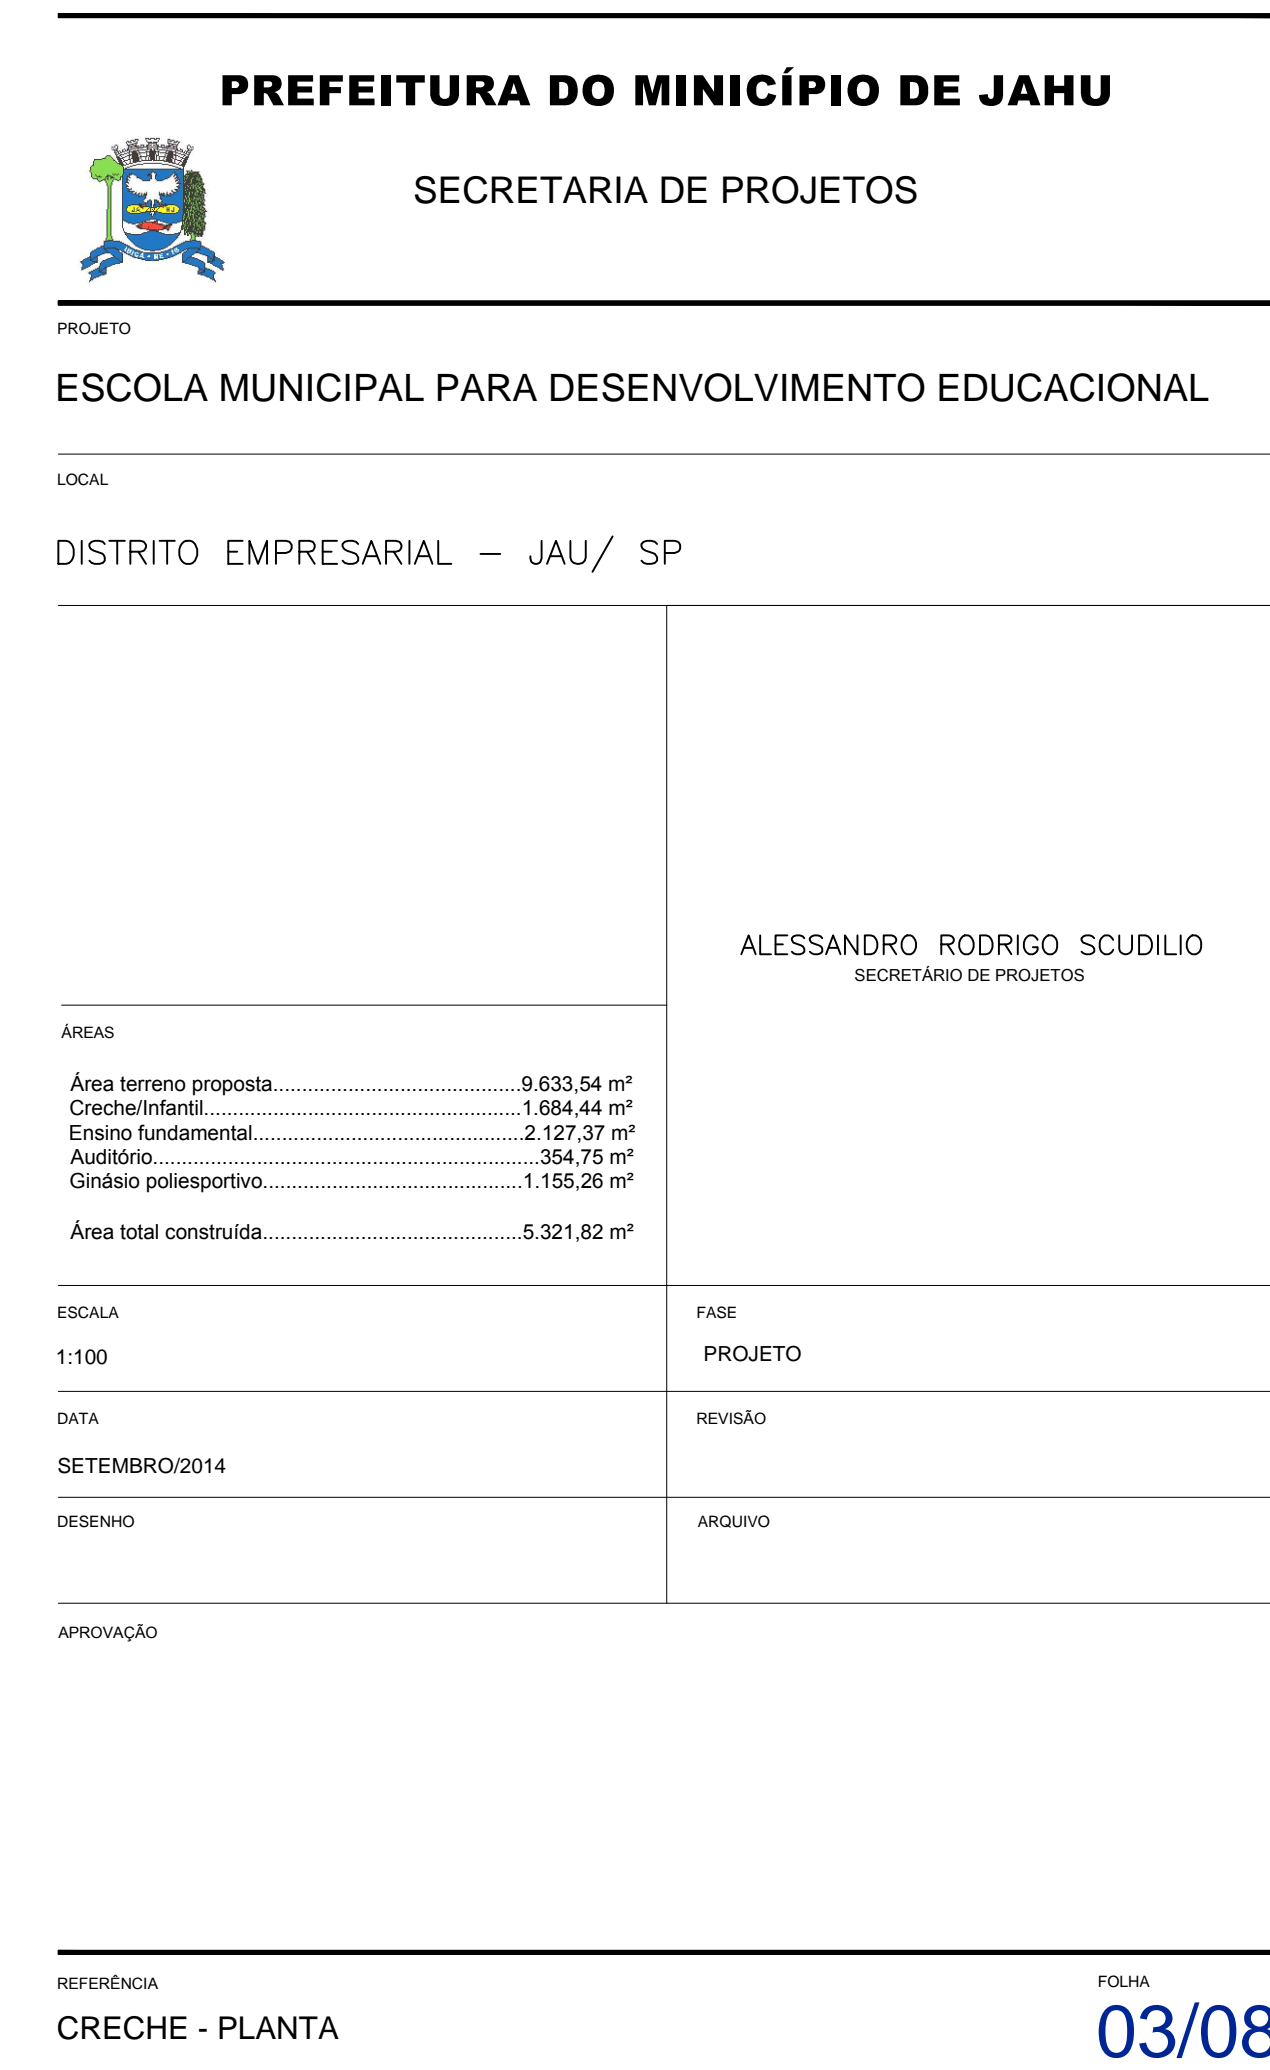 PREFEITURA DO MINICÍPIO DE JAHU
SECRETARIA DE PROJETOS
PROJETO
ESCOLA MUNICIPAL PARA DESENVOLVIMENTO EDUCACIONAL
LOCAL
DISTRITO EMPRESARIAL – JAU/ SP
ALESSANDRO RODRIGO SCUDILIO
SECRETÁRIO DE PROJETOS
ÁREAS
Área terreno proposta...........................................9.633,54 m²
Creche/Infantil.......................................................1.684,44 m²
Ensino fundamental...............................................2.127,37 m²
Auditório...................................................................354,75 m²
Ginásio poliesportivo.............................................1.155,26 m²
Área total construída.............................................5.321,82 m²
ESCALA
1:100
FASE
PROJETO
DATA
SETEMBRO/2014
REVISÃO
DESENHO
ARQUIVO
APROVAÇÃO
REFERÊNCIA
CRECHE - PLANTA
FOLHA
03/08